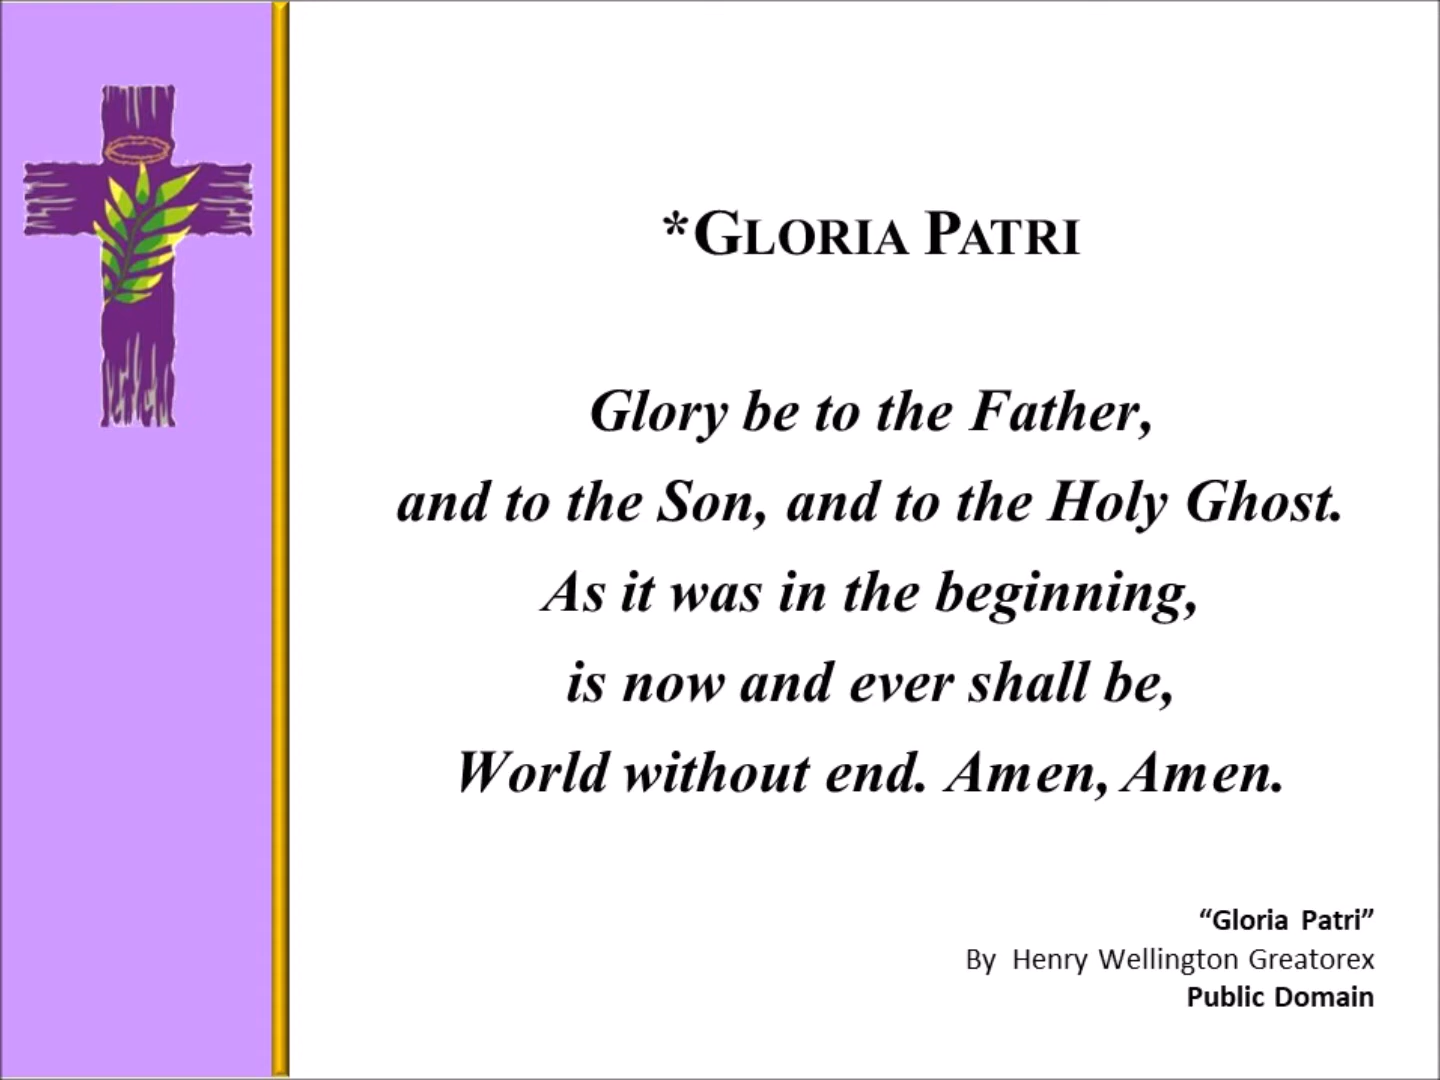 *GLORIA PATRI
Glory be to the Father,
and to the Son, and to the Holy Ghost.
As it was in the beginning,
is now and ever shall be,
World without end. Amen, Amen.
“Gloria Patri”
By Henry Wellington Greatorex
Public Domain